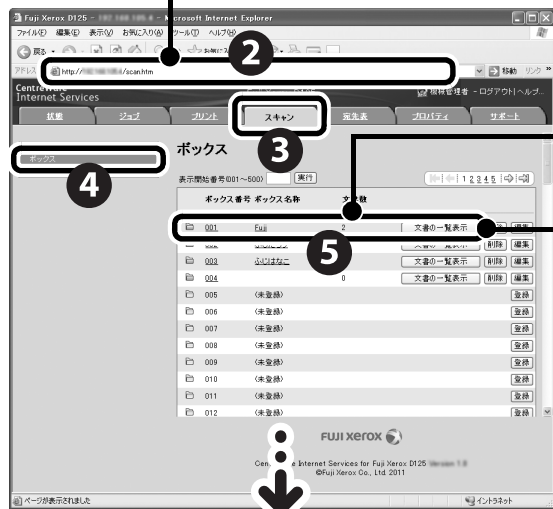 Fuji Xerox D125 - - Microsoft Internet Explorer
ファイル(F) 編集(E) 表示(V) お気に入り(A) ツール(T) ヘルプ(H)
戻る
2
アドレス http:// /scan.htm 移動 リンク »
CentreWare
Internet Services
機械管理者 - ログアウト|ヘルプ...
状態 ジョブ プリント スキャン 宛先表 プロパティ サポート
3
ボックス
4
ボックス
表示開始番号(001~500) 実行 1 2 3 4 5
ボックス番号 ボックス名称
001 Fuji 2 文書の一覧表示
5
文書の一覧表示 削除 編集
003 ふじはなこ 文書の一覧表示 削除 編集
004 0 文書の一覧表示 削除 編集
005 (未登録) 登録
006 (未登録) 登録
007 (未登録) 登録
008 (未登録) 登録
009 (未登録) 登録
010 (未登録) 登録
011 (未登録) 登録
012 (未登録) 登録
FUJI XEROX
Internet Services for Fuji Xerox D125
©Fuji Xerox Co., Ltd. 2011
ページが表示されました イントラネット